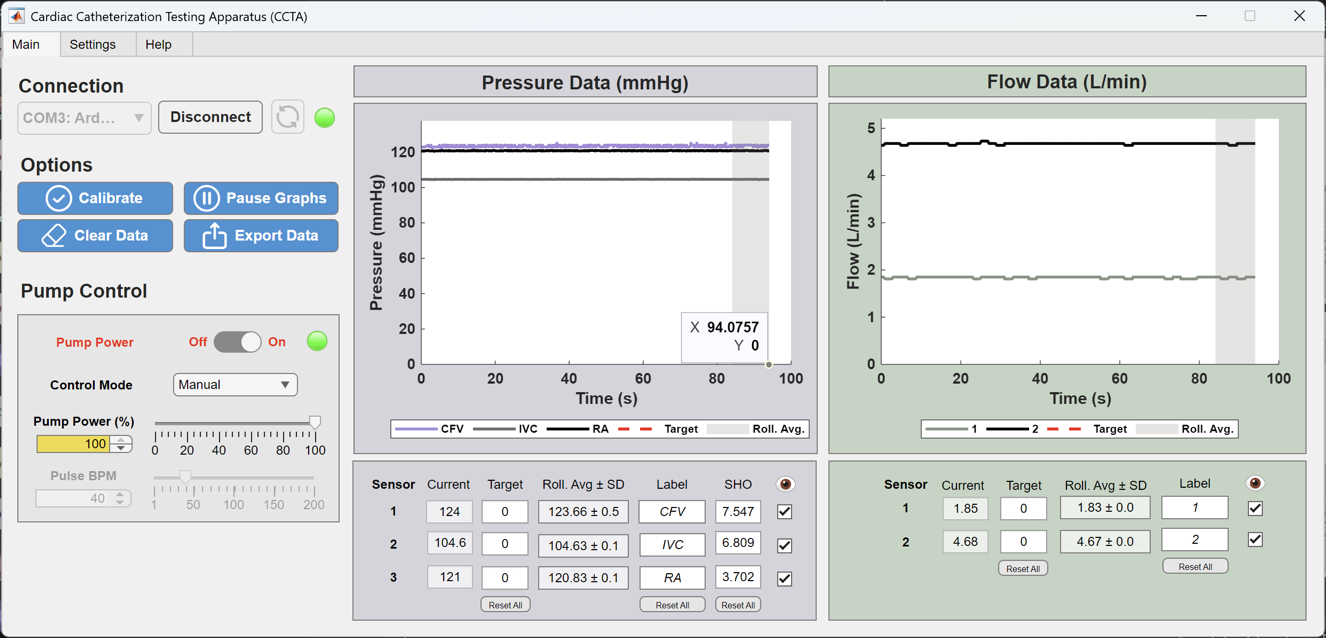 Cardiac Catheterization Testing Apparatus (CCTA)
Main Settings Help
Connection
COM3: Ard... Disconnect
Options
Calibrate Pause Graphs
Clear Data Export Data
Pump Control
Pump Power Off On
Control Mode Manual
Pump Power (%)
100
0 20 40 60 80 100
Pulse BPM
40
1 50 100 150 200
Pressure Data (mmHg)
Pressure (mmHg)
120
100
80
60
40
20
0
X 94.0757
Y 0
0 20 40 60 80 100
Time (s)
CFV IVC RA Target Roll. Avg.
Sensor Current Target Roll. Avg ± SD Label SHO
1 124 0 123.66 ± 0.5 CFV 7.547
2 104.6 0 104.63 ± 0.1 IVC 6.809
3 121 0 120.83 ± 0.1 RA 3.702
Reset All Reset All Reset All
Flow Data (L/min)
Flow (L/min)
5
4
3
2
1
0
0 20 40 60 80 100
Time (s)
1 2 Target Roll. Avg.
Sensor Current Target Roll. Avg ± SD Label
1 1.85 0 1.83 ± 0.0 1
2 4.68 0 4.67 ± 0.0 2
Reset All Reset All